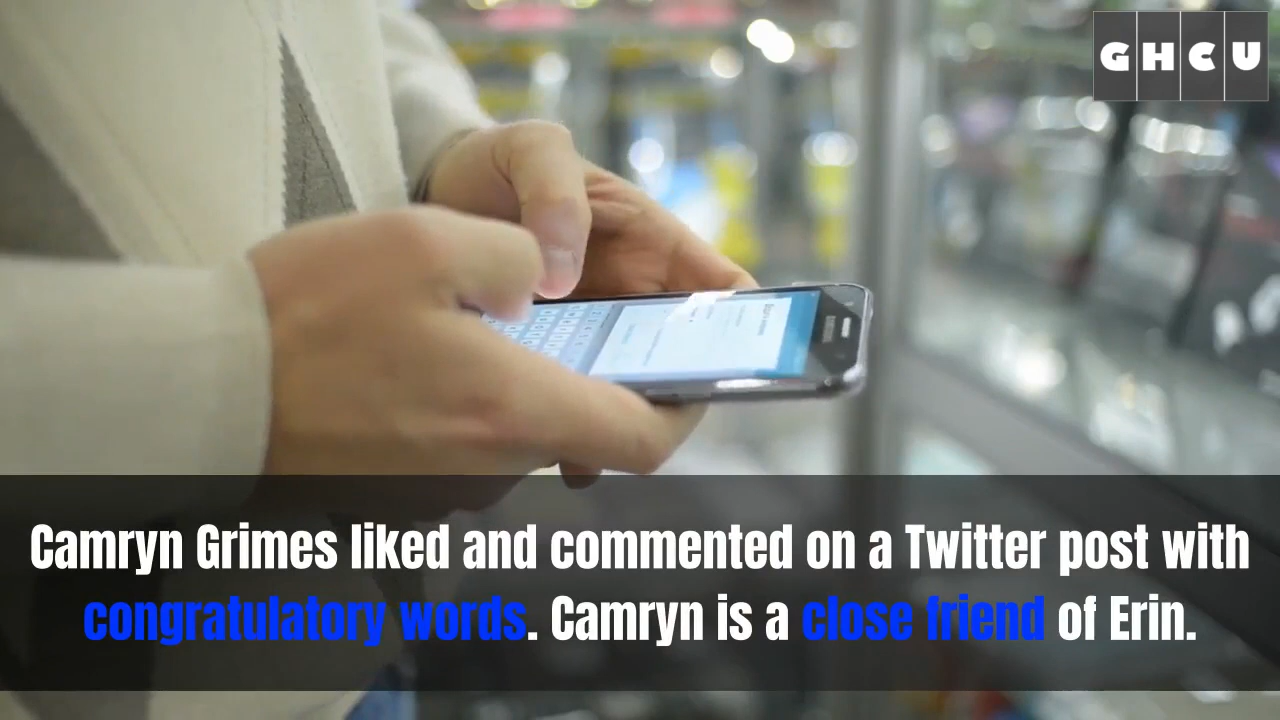 GHCU
Camryn Grimes liked and commented on a Twitter post with
congratulatory words. Camryn is a close friend of Erin.